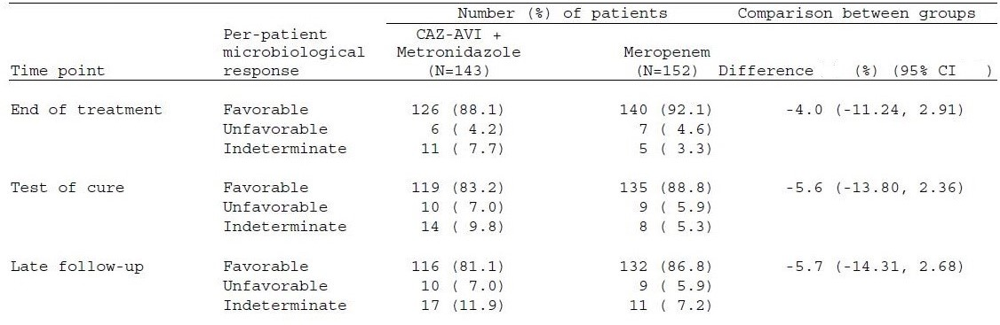 Number (%) of patients Comparison between groups
Per-patient CAZ-AVI +
microbiological Metronidazole Meropenem
Time point response (N=143) (N=152) Difference (%) (95% CI )
End of treatment Favorable 126 (88.1) 140 (92.1) -4.0 (-11.24, 2.91)
Unfavorable 6 ( 4.2) 7 ( 4.6)
Indeterminate 11 ( 7.7) 5 ( 3.3)
Test of cure Favorable 119 (83.2) 135 (88.8) -5.6 (-13.80, 2.36)
Unfavorable 10 ( 7.0) 9 ( 5.9)
Indeterminate 14 ( 9.8) 8 ( 5.3)
Late follow-up Favorable 116 (81.1) 132 (86.8) -5.7 (-14.31, 2.68)
Unfavorable 10 ( 7.0) 9 ( 5.9)
Indeterminate 17 (11.9) 11 ( 7.2)